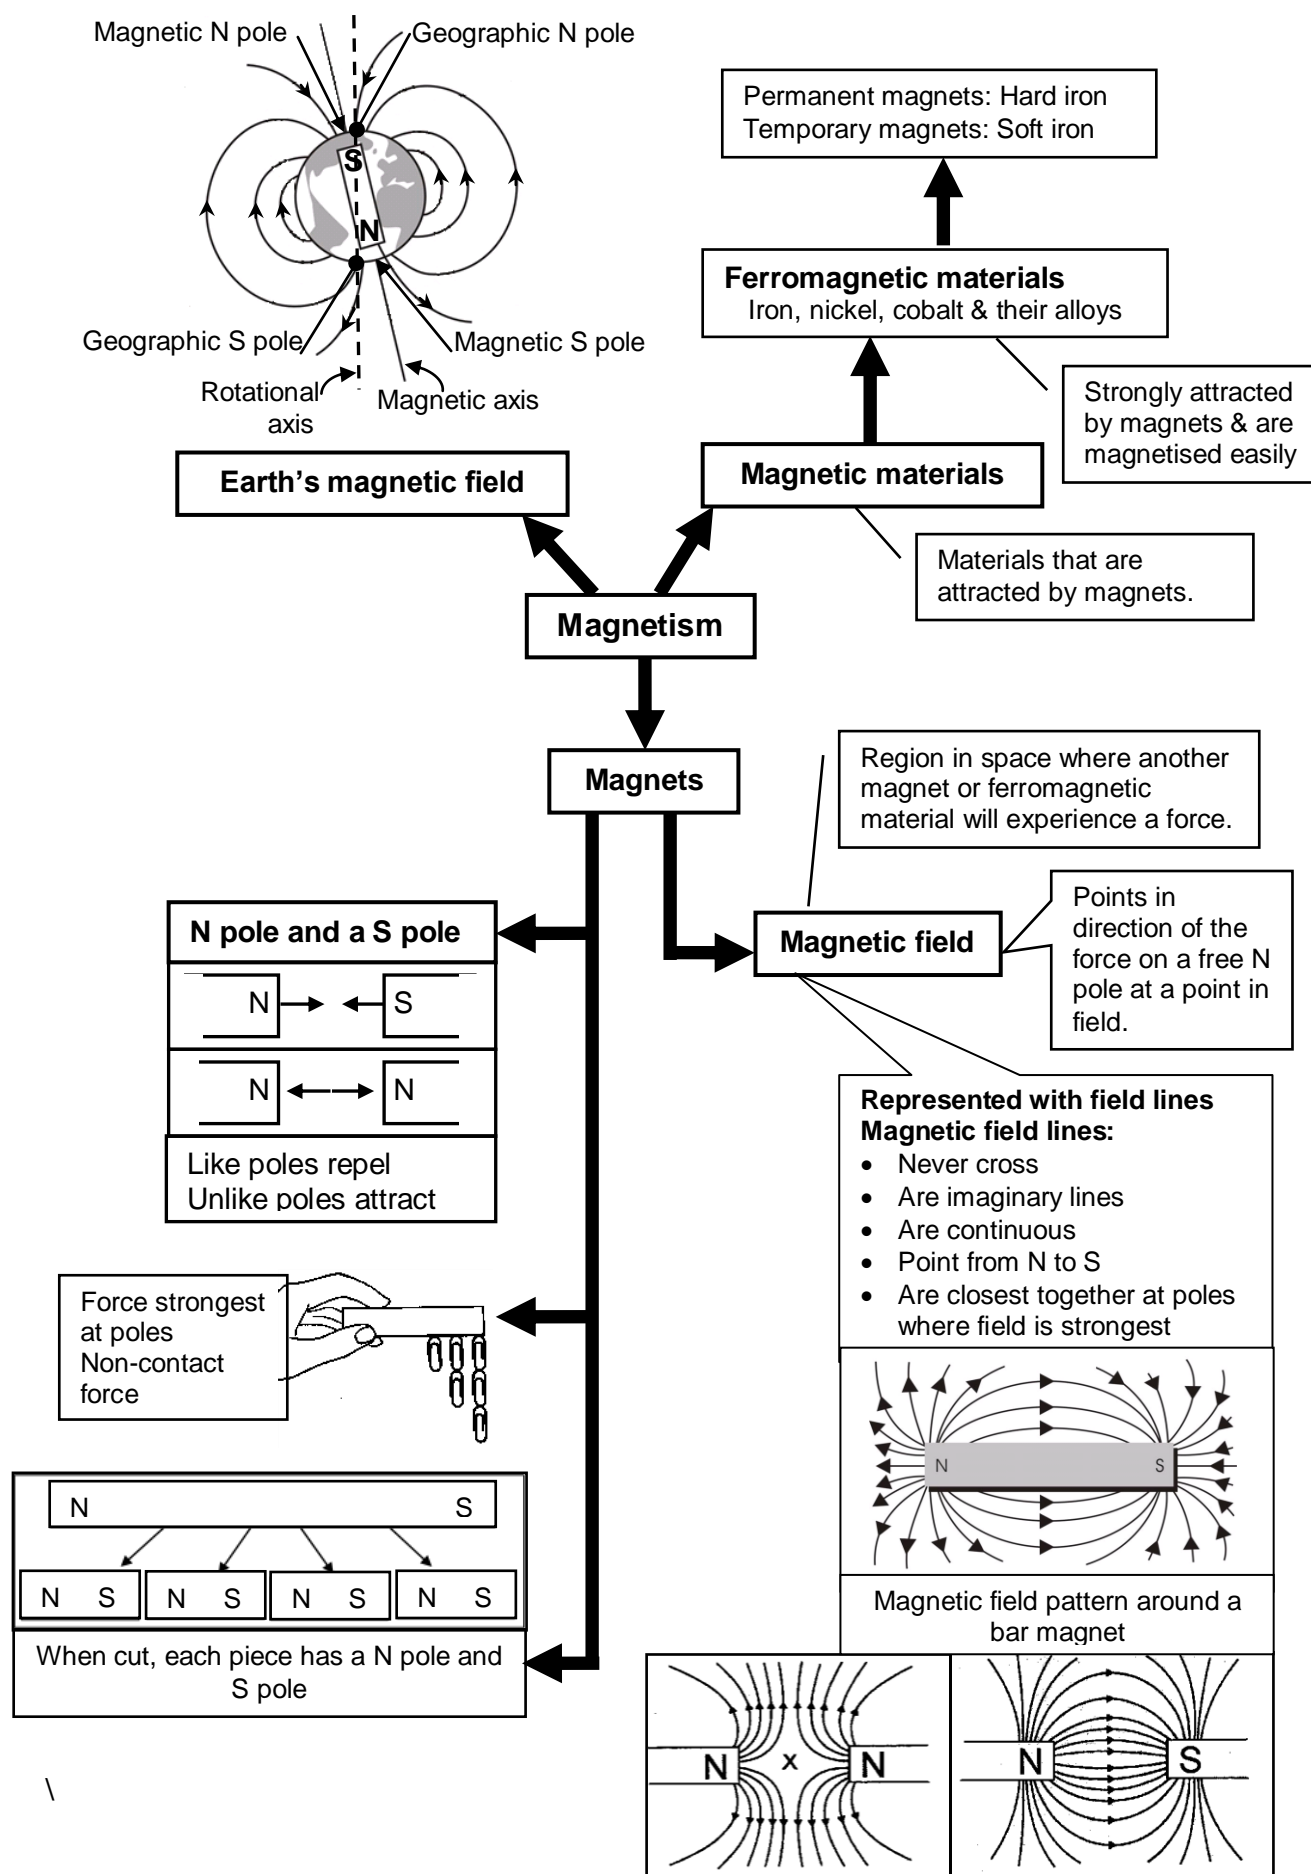 Magnetic N pole
Geographic N pole
S
N
Geographic S pole
Magnetic S pole
Rotational
axis
Magnetic axis
Earth’s magnetic field
Permanent magnets: Hard iron
Temporary magnets: Soft iron
Ferromagnetic materials
Iron, nickel, cobalt & their alloys
Strongly attracted
by magnets & are
magnetised easily
Magnetic materials
Materials that are
attracted by magnets.
Magnetism
Magnets
Region in space where another
magnet or ferromagnetic
material will experience a force.
Magnetic field
Points in
direction of the
force on a free N
pole at a point in
field.
N pole and a S pole
N S
N N
Like poles repel
Unlike poles attract
Represented with field lines
Magnetic field lines:
• Never cross
• Are imaginary lines
• Are continuous
• Point from N to S
• Are closest together at poles
where field is strongest
Force strongest
at poles
Non-contact
force
N S
N S N S N S N S
When cut, each piece has a N pole and
S pole
N S
Magnetic field pattern around a
bar magnet
N x N
N S
\